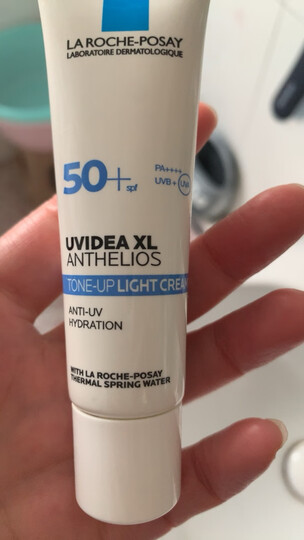 LA ROCHE-POSAY
LABORATOIRE DERMATOLOGIQUE
50+ spf
PA++++
UVB + UVA
UVIDEA XL
ANTHELIOS
TONE-UP LIGHT CREAM
ANTI-UV
HYDRATION
WITH LA ROCHE-POSAY
THERMAL SPRING WATER